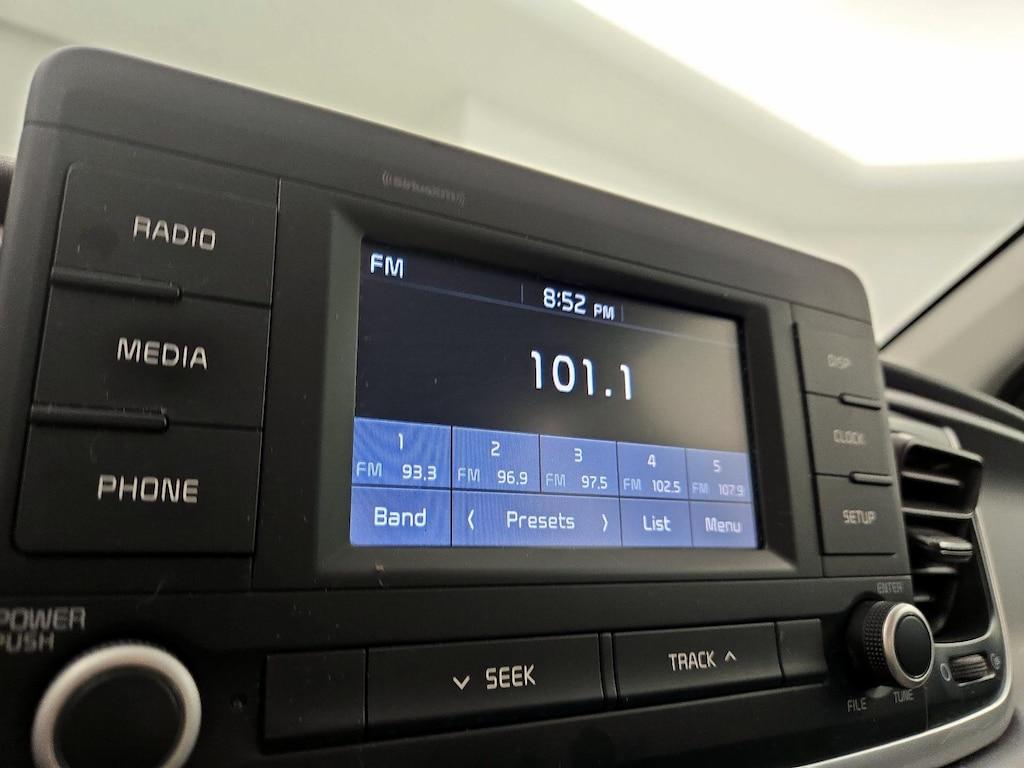 ((SiriusXM))
RADIO
MEDIA
PHONE
FM
8:52 PM
101.1
1
FM 93.3
2
FM 96.9
3
FM 97.5
4
FM 102.5
5
FM 107.9
Band
‹ Presets ›
List
Menu
DISP
CLOCK
SETUP
POWER
PUSH
SEEK
TRACK
ENTER
FILE
TUNE